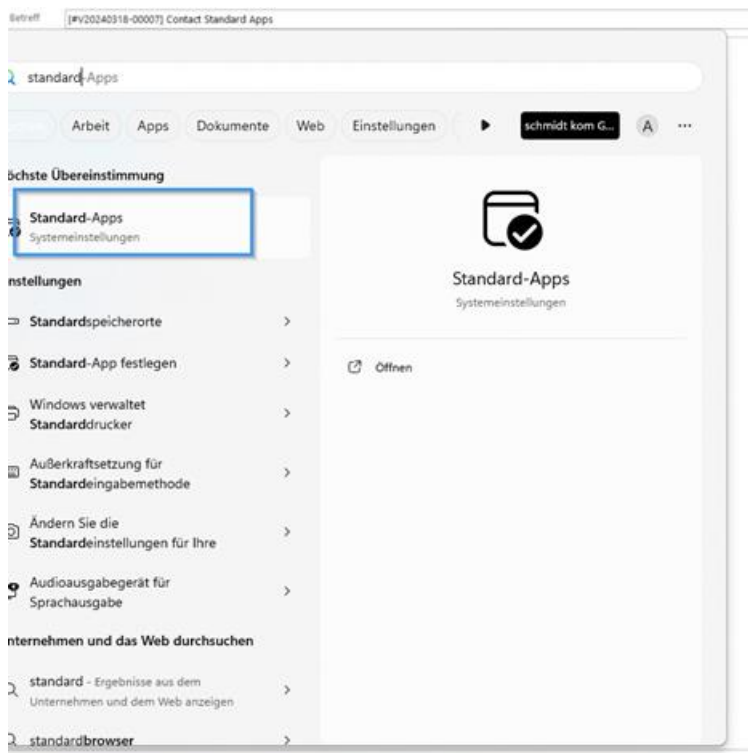 Betreff [#v20240318-00007] Contact Standard Apps
standard-Apps
Arbeit Apps Dokumente Web Einstellungen schmidt kom G... A ...
öchste Übereinstimmung
Standard-Apps
Systemeinstellungen
Standard-Apps
Systemeinstellungen
Öffnen
nstellungen
Standardspeicherorte
Standard-App festlegen
Windows verwaltet
Standarddrucker
Außerkraftsetzung für
Standardeingabemethode
Ändern Sie die
Standardeinstellungen für Ihre
Audioausgabegerät für
Sprachausgabe
nternehmen und das Web durchsuchen
standard - Ergebnisse aus dem
Unternehmen und dem Web anzeigen
standardbrowser